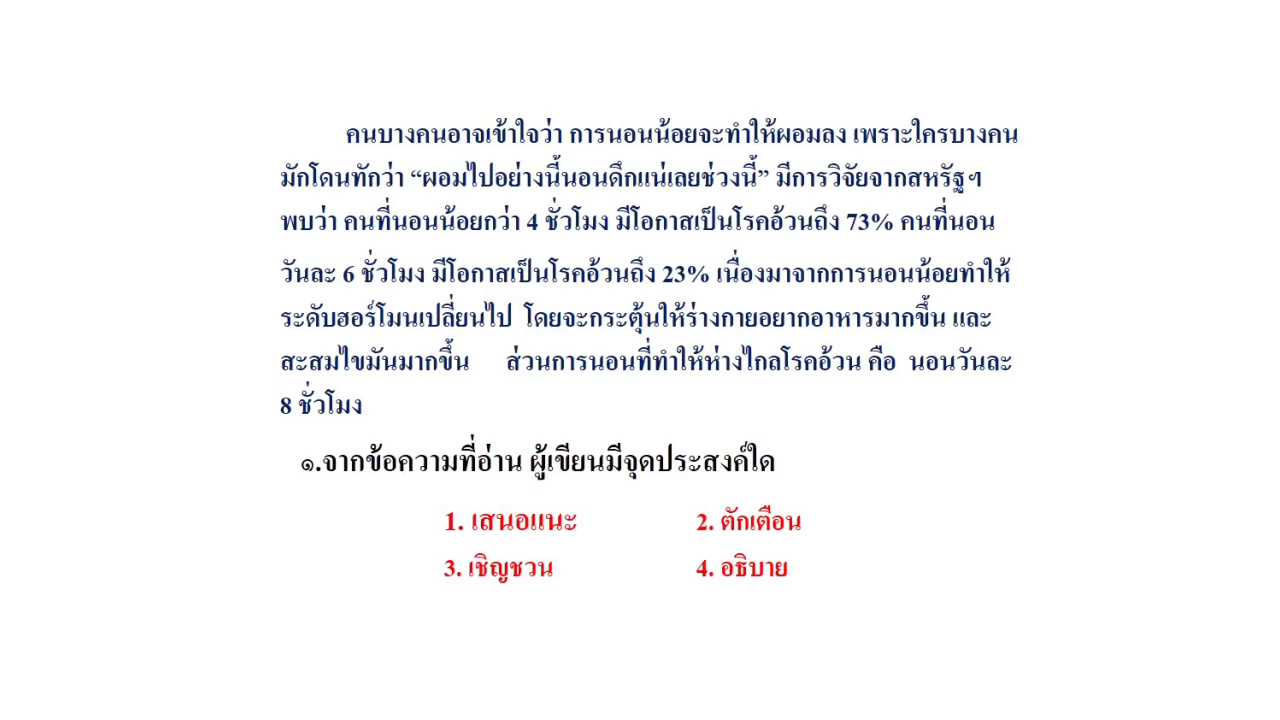 คนบางคนอาจเข้าใจว่า การนอนน้อยจะทำให้ผอมลง เพราะใครบางคน
มักโดนทักว่า “ผอมไปอย่างนี้นอนดึกแน่เลยช่วงนี้” มีการวิจัยจากสหรัฐฯ
พบว่า คนที่นอนน้อยกว่า 4 ชั่วโมง มีโอกาสเป็นโรคอ้วนถึง 73% คนที่นอน
วันละ 6 ชั่วโมง มีโอกาสเป็นโรคอ้วนถึง 23% เนื่องมาจากการนอนน้อยทำให้
ระดับฮอร์โมนเปลี่ยนไป โดยจะกระตุ้นให้ร่างกายอยากอาหารมากขึ้น และ
สะสมไขมันมากขึ้น ส่วนการนอนที่ทำให้ห่างไกลโรคอ้วน คือ นอนวันละ
8 ชั่วโมง
๑.จากข้อความที่อ่าน ผู้เขียนมีจุดประสงค์ใด
1. เสนอแนะ 2. ตักเตือน
3. เชิญชวน 4. อธิบาย